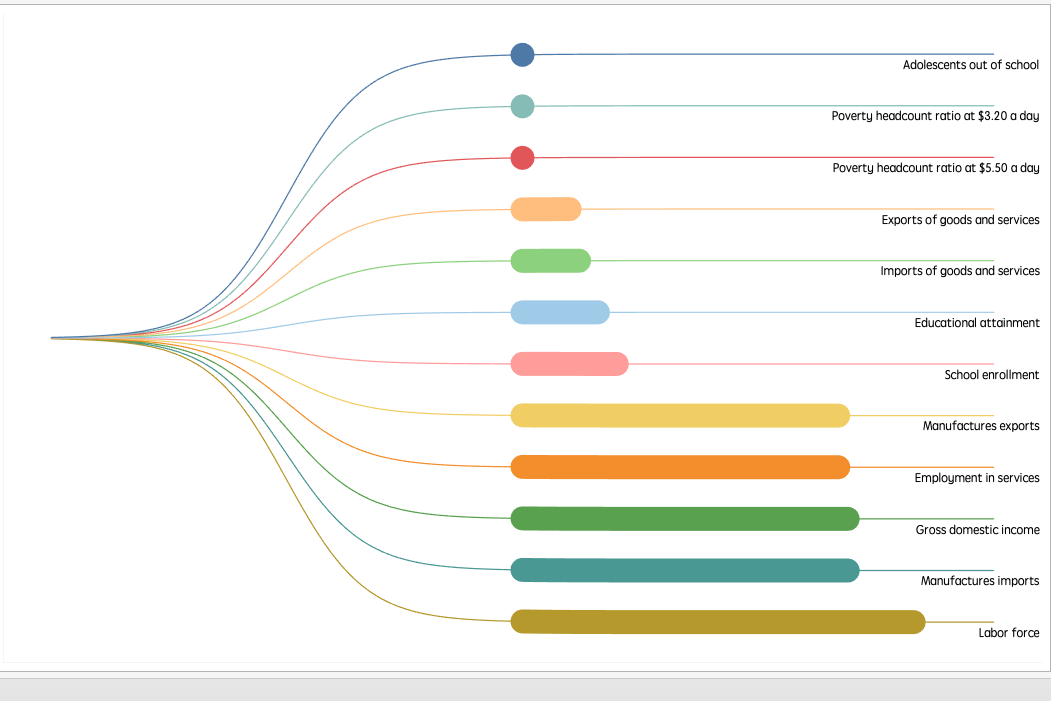 Adolescents out of school
Poverty headcount ratio at $3.20 a day
Poverty headcount ratio at $5.50 a day
Exports of goods and services
Imports of goods and services
Educational attainment
School enrollment
Manufactures exports
Employment in services
Gross domestic income
Manufactures imports
Labor force